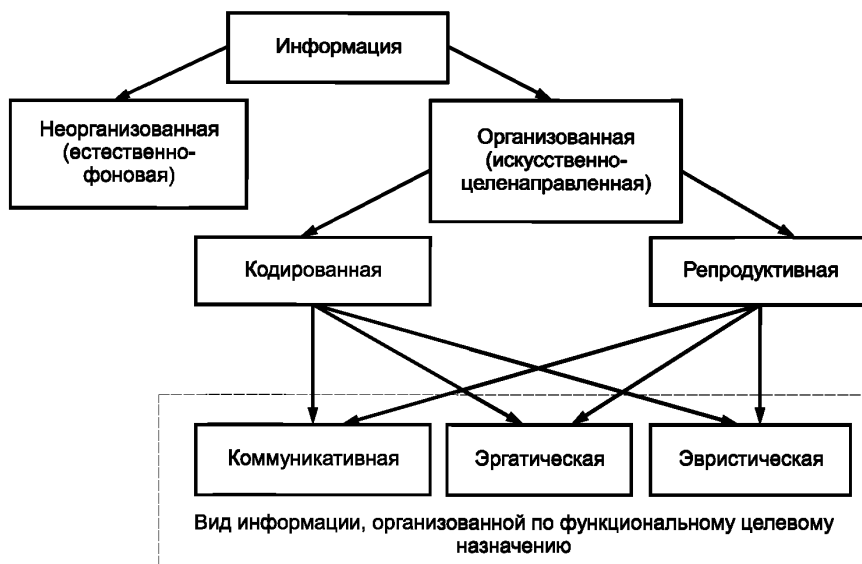 Информация
Неорганизованная
(естественно-
фоновая)
Организованная
(искусственно-
целенаправленная)
Кодированная
Репродуктивная
Коммуникативная
Эргатическая
Эвристическая
Вид информации, организованной по функциональному целевому
назначению